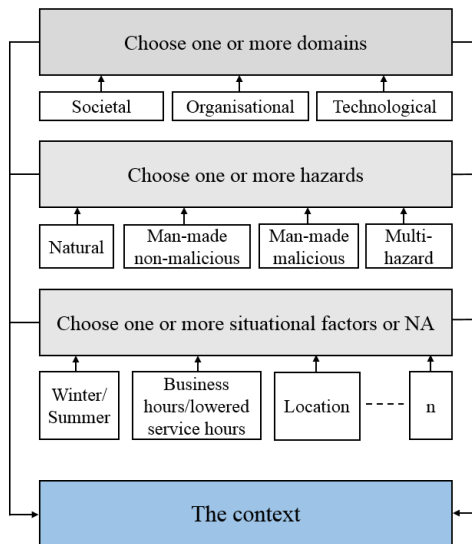 Choose one or more domains
Societal
Organisational
Technological
Choose one or more hazards
Natural
Man-made
non-malicious
Man-made
malicious
Multi-
hazard
Choose one or more situational factors or NA
Winter/
Summer
Business
hours/lowered
service hours
Location
n
The context